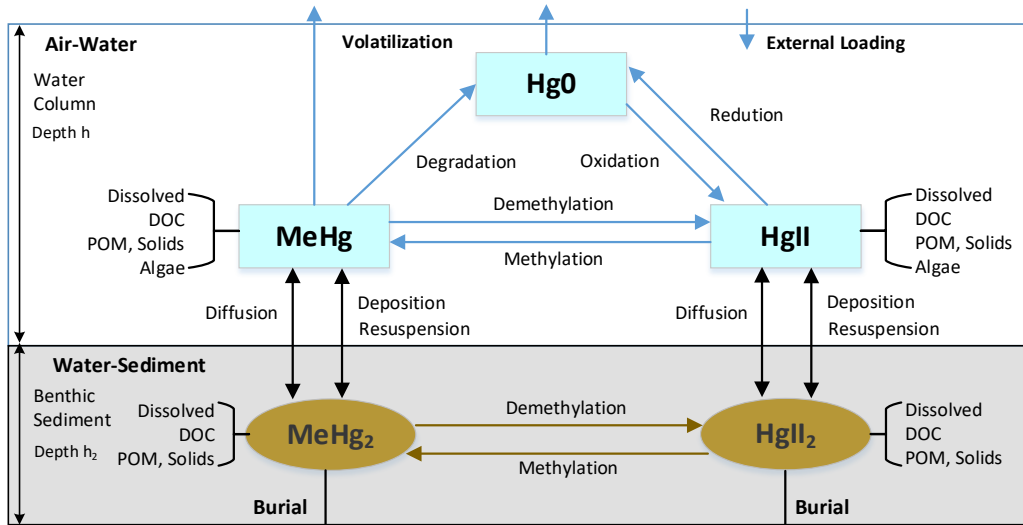 Air-Water
Volatilization
External Loading
Water
Column
Depth h
Hg0
Redution
Degradation
Oxidation
Dissolved
DOC
POM, Solids
Algae
MeHg
Demethylation
Methylation
HgII
Dissolved
DOC
POM, Solids
Algae
Diffusion
Deposition
Resuspension
Diffusion
Deposition
Resuspension
Water-Sediment
Benthic
Sediment
Depth h₂
Dissolved
DOC
POM, Solids
MeHg₂
Demethylation
Methylation
HgII₂
Dissolved
DOC
POM, Solids
Burial
Burial